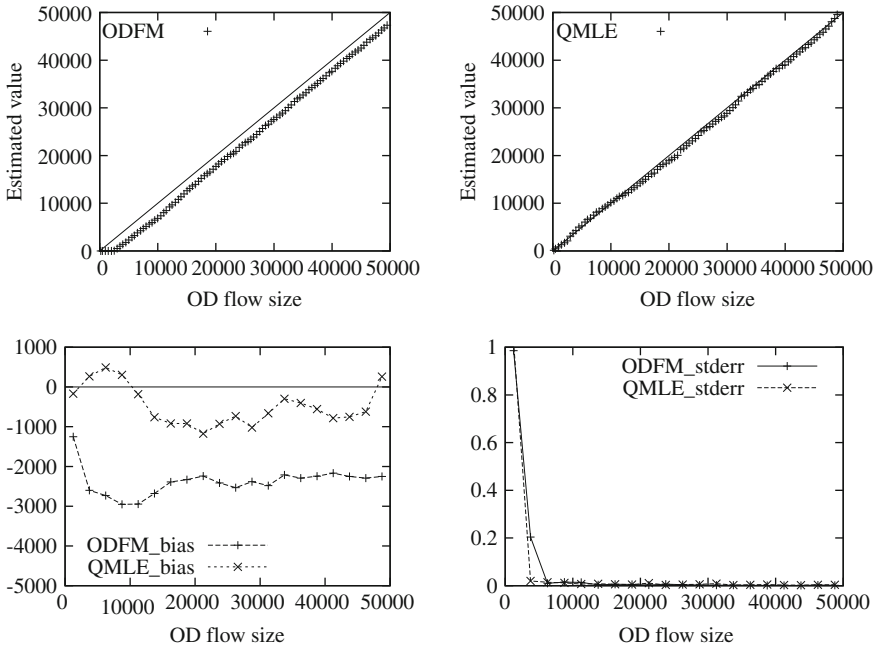 ODFM
Estimated value
50000
40000
30000
20000
10000
0
0 10000 20000 30000 40000 50000
OD flow size
QMLE
Estimated value
50000
40000
30000
20000
10000
0
0 10000 20000 30000 40000 50000
OD flow size
1000
0
-1000
-2000
-3000
-4000
-5000
ODFM_bias
QMLE_bias
0 10000 20000 30000 40000 50000
OD flow size
1
0.8
0.6
0.4
0.2
0
ODFM_stderr
QMLE_stderr
0 10000 20000 30000 40000 50000
OD flow size